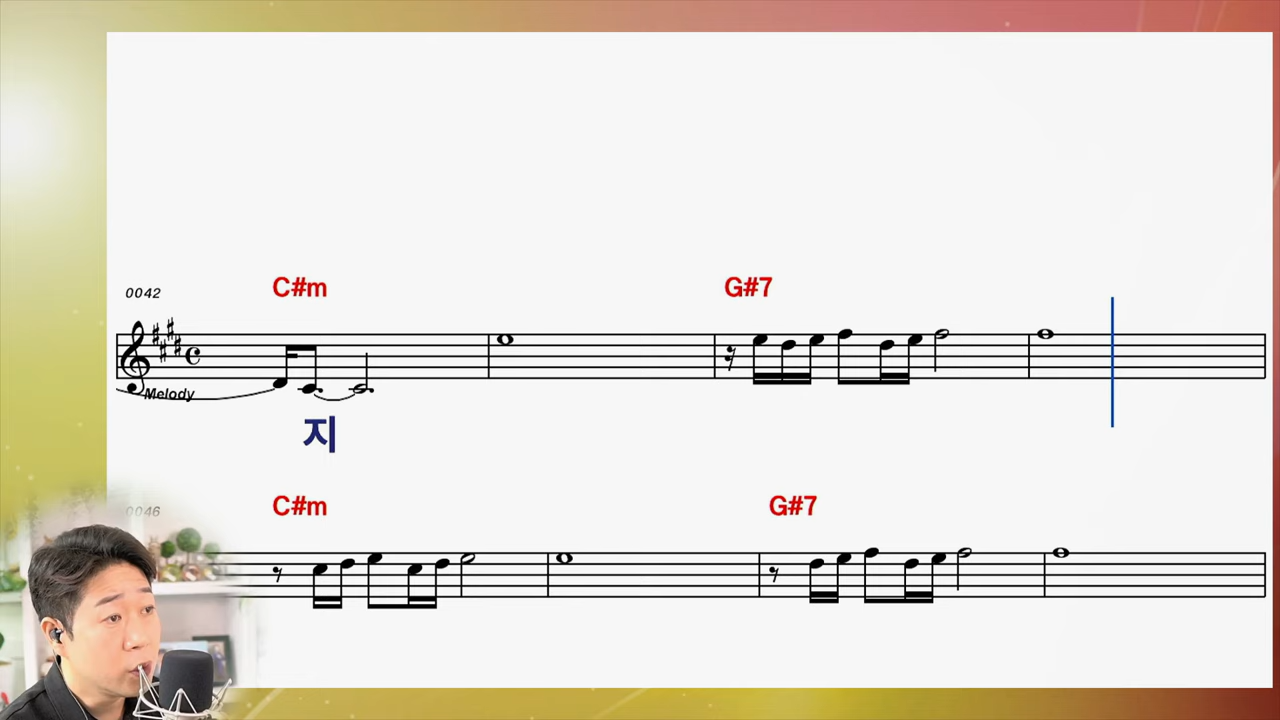 C#m G#7
0042
Melody
지
C#m G#7
0046